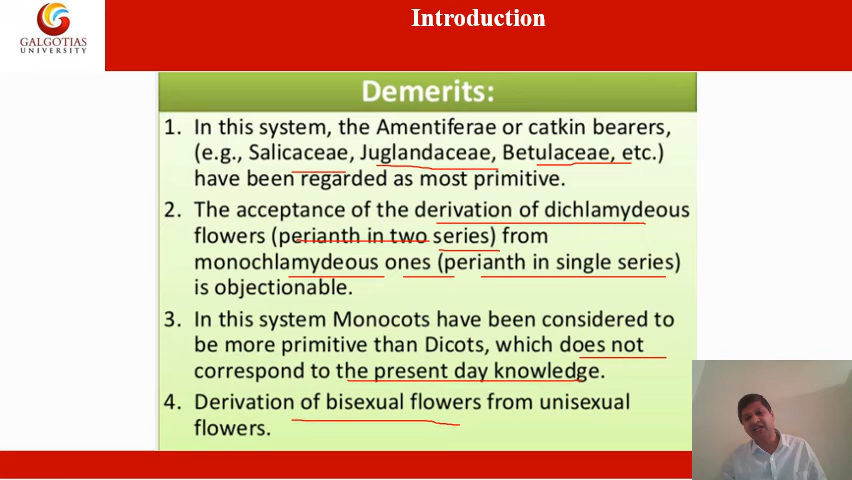 Introduction
GALGOTIAS
UNIVERSITY
Demerits:
1. In this system, the Amentiferae or catkin bearers,
(e.g., Salicaceae, Juglandaceae, Betulaceae, etc.)
have been regarded as most primitive.
2. The acceptance of the derivation of dichlamydeous
flowers (perianth in two series) from
monochlamydeous ones (perianth in single series)
is objectionable.
3. In this system Monocots have been considered to
be more primitive than Dicots, which does not
correspond to the present day knowledge.
4. Derivation of bisexual flowers from unisexual
flowers.